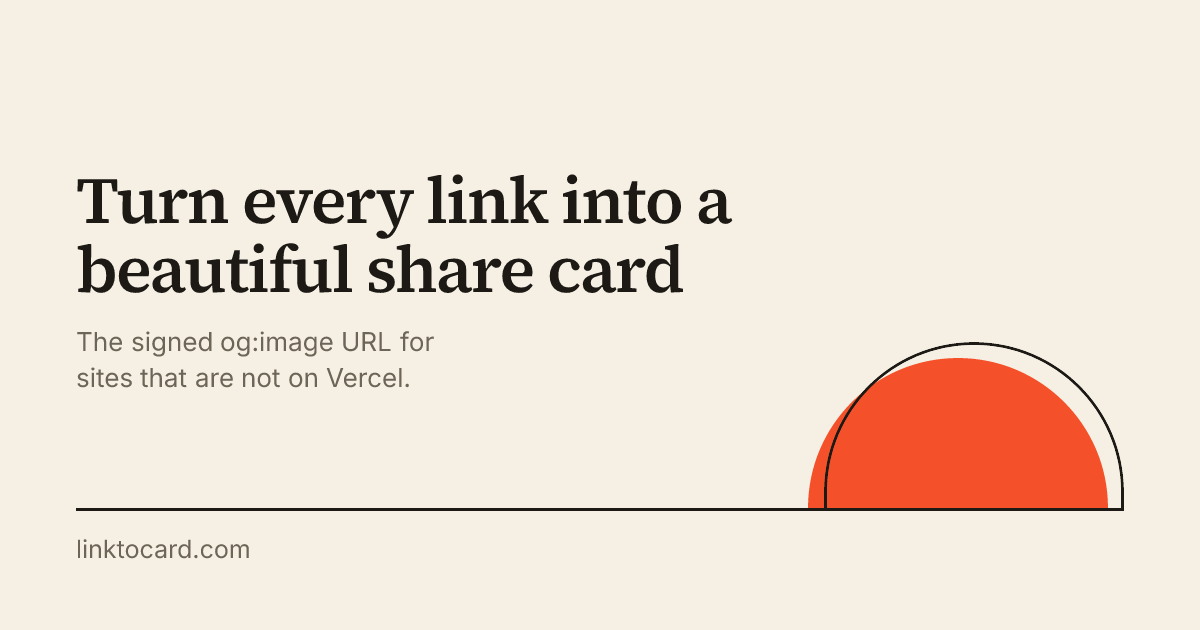 Turn every link into a
beautiful share card
The signed og:image URL for
sites that are not on Vercel.
linktocard.com